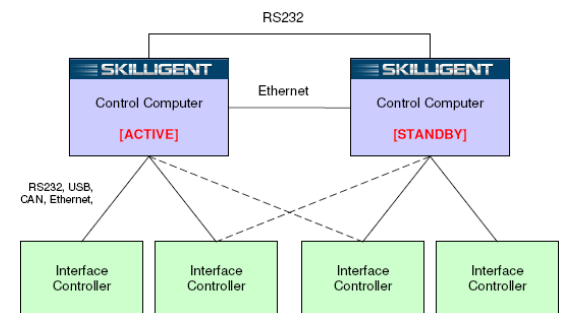 RS232
SKILLIGENT
SKILLIGENT
Ethernet
Control Computer
Control Computer
[ACTIVE]
[STANDBY]
RS232, USB,
CAN, Ethernet,
Interface
Controller
Interface
Controller
Interface
Controller
Interface
Controller